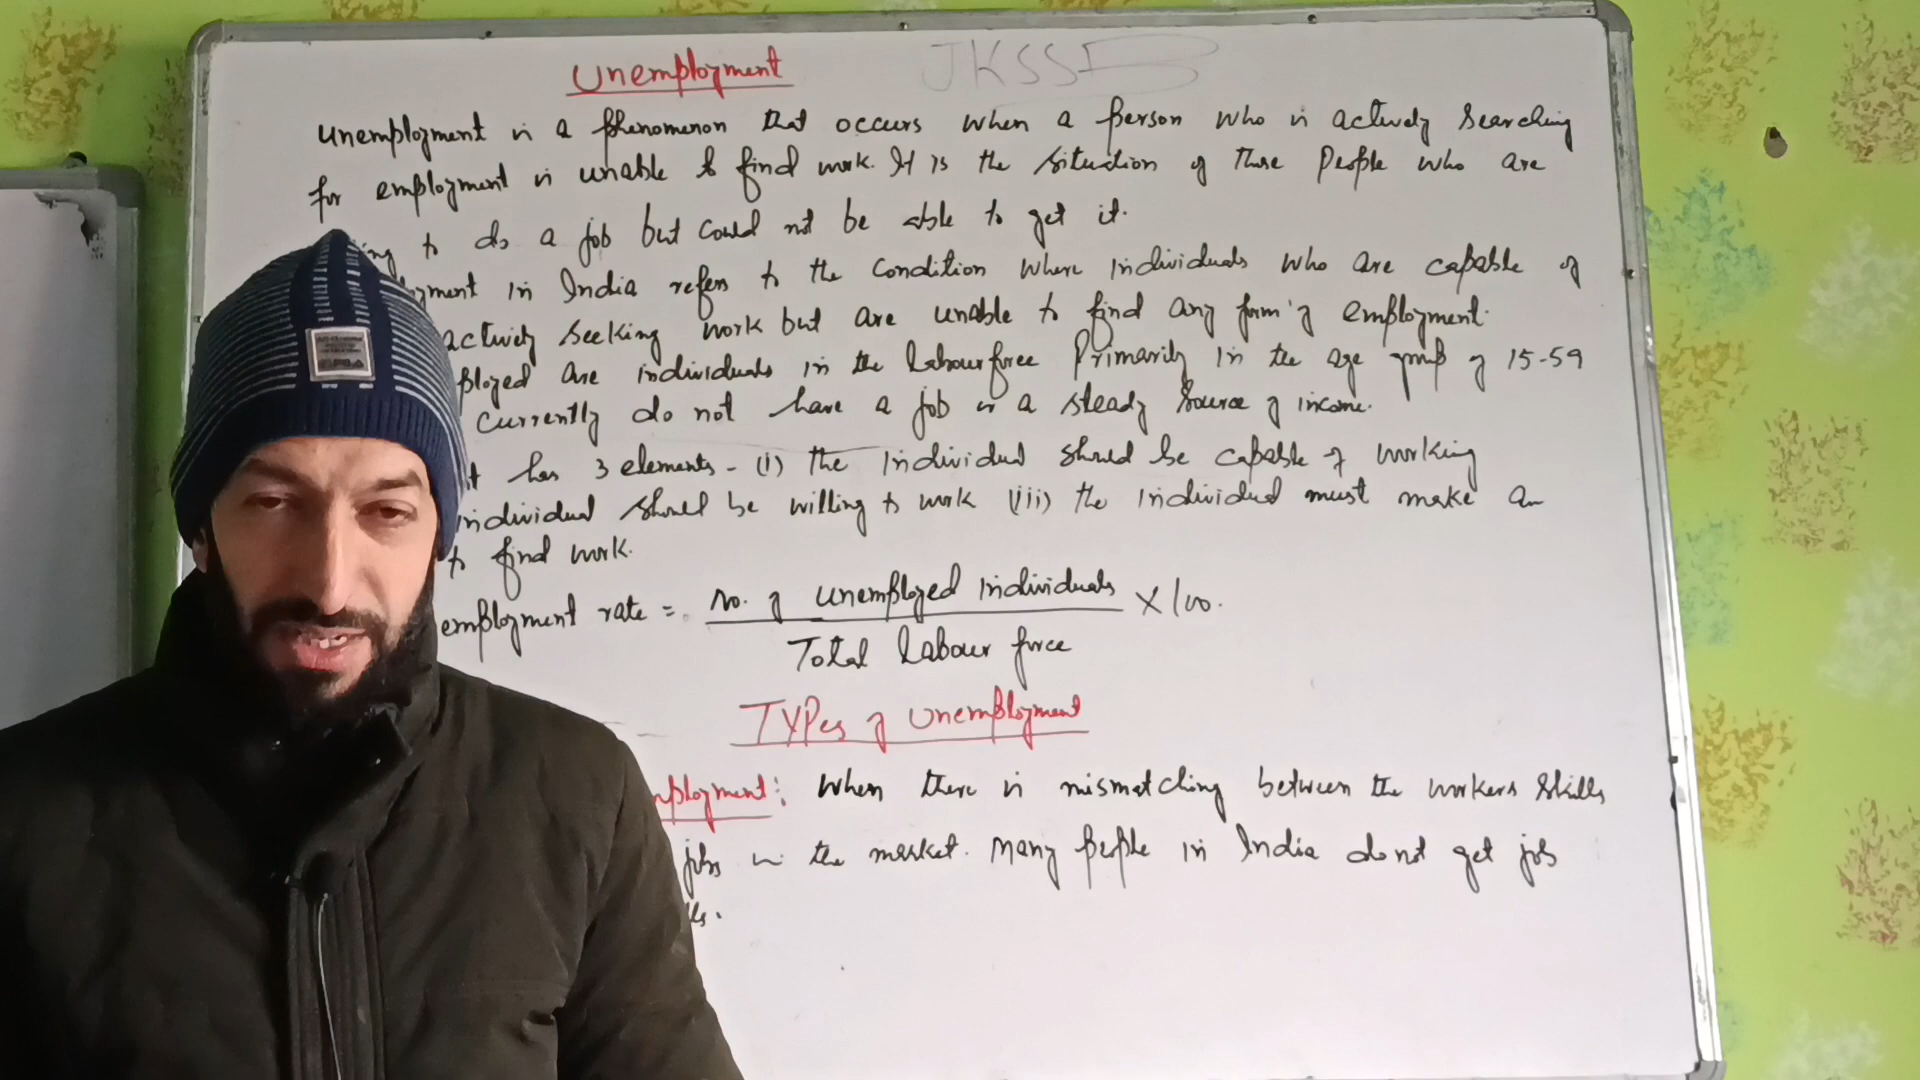 Unemployment
JKSSB
Unemployment is a phenomenon that occurs when a person who is actively searching
for employment is unable to find work. It is the situation of those people who are
ing to do a job but could not be able to get it.
yment in India refers to the condition where individuals who are capable of
actively seeking work but are unable to find any form of employment.
ployed are individuals in the labour force primarily in the age group of 15-59
currently do not have a job or a steady source of income.
t has 3 elements - (i) the individual should be capable of working
individual should be willing to work (iii) the individual must make an
to find work.
employment rate = No. of unemployed individuals × 100.
Total labour force
Types of unemployment
mployment: When there is mismatching between the workers skills
jobs in the market. Many people in India do not get job
lls.